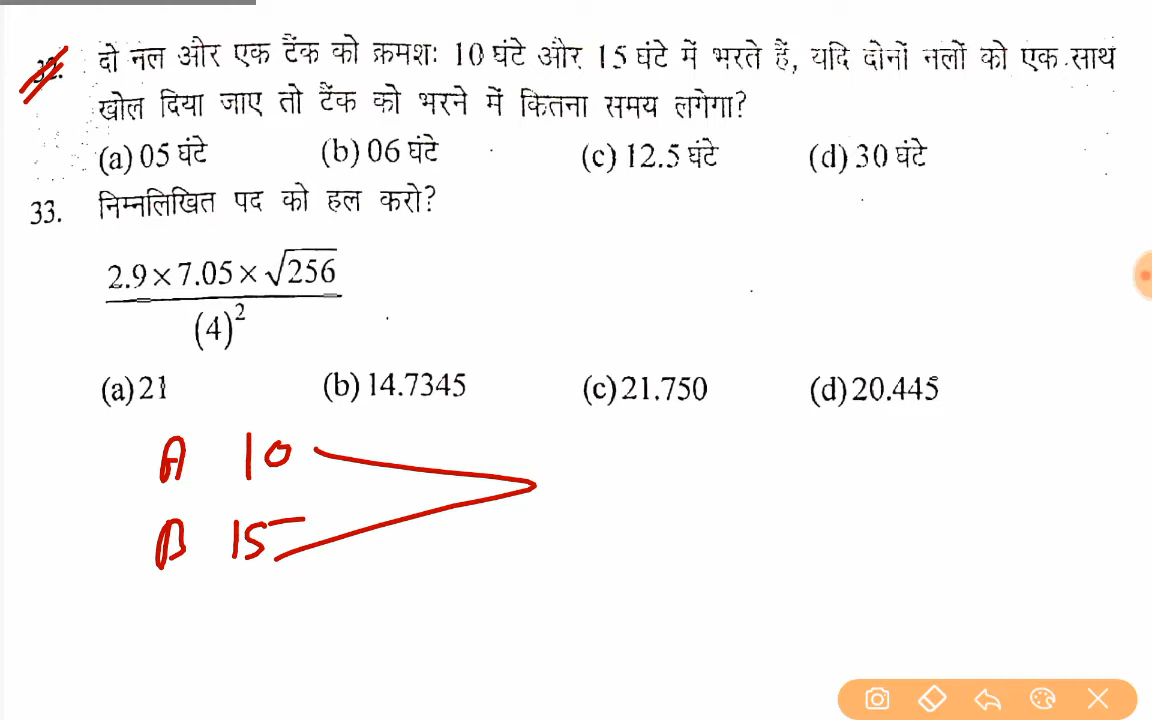 32. दो नल और एक टैंक को क्रमशः 10 घंटे और 15 घंटे में भरते हैं, यदि दोनों नलों को एक साथ
खोल दिया जाए तो टैंक को भरने में कितना समय लगेगा?
(a) 05 घंटे (b) 06 घंटे (c) 12.5 घंटे (d) 30 घंटे
33. निम्नलिखित पद को हल करो?
2.9×7.05×√256
(4)²
(a) 21 (b) 14.7345 (c) 21.750 (d) 20.445
A 10
B 15